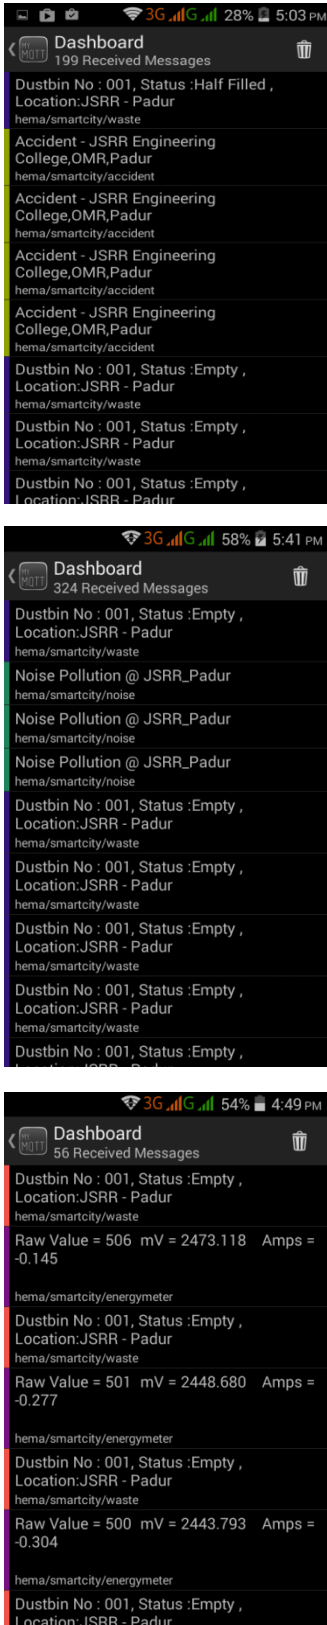 3G G 28% 5:03 PM
MY
MQTT
Dashboard
199 Received Messages
Dustbin No : 001, Status :Half Filled ,
Location:JSRR - Padur
hema/smartcity/waste
Accident - JSRR Engineering
College,OMR,Padur
hema/smartcity/accident
Accident - JSRR Engineering
College,OMR,Padur
hema/smartcity/accident
Accident - JSRR Engineering
College,OMR,Padur
hema/smartcity/accident
Accident - JSRR Engineering
College,OMR,Padur
hema/smartcity/accident
Dustbin No : 001, Status :Empty ,
Location:JSRR - Padur
hema/smartcity/waste
Dustbin No : 001, Status :Empty ,
Location:JSRR - Padur
hema/smartcity/waste
Dustbin No : 001, Status :Empty ,
Location:JSRR - Padur
3G G 58% 5:41 PM
MY
MQTT
Dashboard
324 Received Messages
Dustbin No : 001, Status :Empty ,
Location:JSRR - Padur
hema/smartcity/waste
Noise Pollution @ JSRR_Padur
hema/smartcity/noise
Noise Pollution @ JSRR_Padur
hema/smartcity/noise
Noise Pollution @ JSRR_Padur
hema/smartcity/noise
Dustbin No : 001, Status :Empty ,
Location:JSRR - Padur
hema/smartcity/waste
Dustbin No : 001, Status :Empty ,
Location:JSRR - Padur
hema/smartcity/waste
Dustbin No : 001, Status :Empty ,
Location:JSRR - Padur
hema/smartcity/waste
Dustbin No : 001, Status :Empty ,
Location:JSRR - Padur
hema/smartcity/waste
Dustbin No : 001, Status :Empty ,
3G G 54% 4:49 PM
MY
MQTT
Dashboard
56 Received Messages
Dustbin No : 001, Status :Empty ,
Location:JSRR - Padur
hema/smartcity/waste
Raw Value = 506 mV = 2473.118 Amps =
-0.145
hema/smartcity/energymeter
Dustbin No : 001, Status :Empty ,
Location:JSRR - Padur
hema/smartcity/waste
Raw Value = 501 mV = 2448.680 Amps =
-0.277
hema/smartcity/energymeter
Dustbin No : 001, Status :Empty ,
Location:JSRR - Padur
hema/smartcity/waste
Raw Value = 500 mV = 2443.793 Amps =
-0.304
hema/smartcity/energymeter
Dustbin No : 001, Status :Empty ,
Location:JSRR - Padur